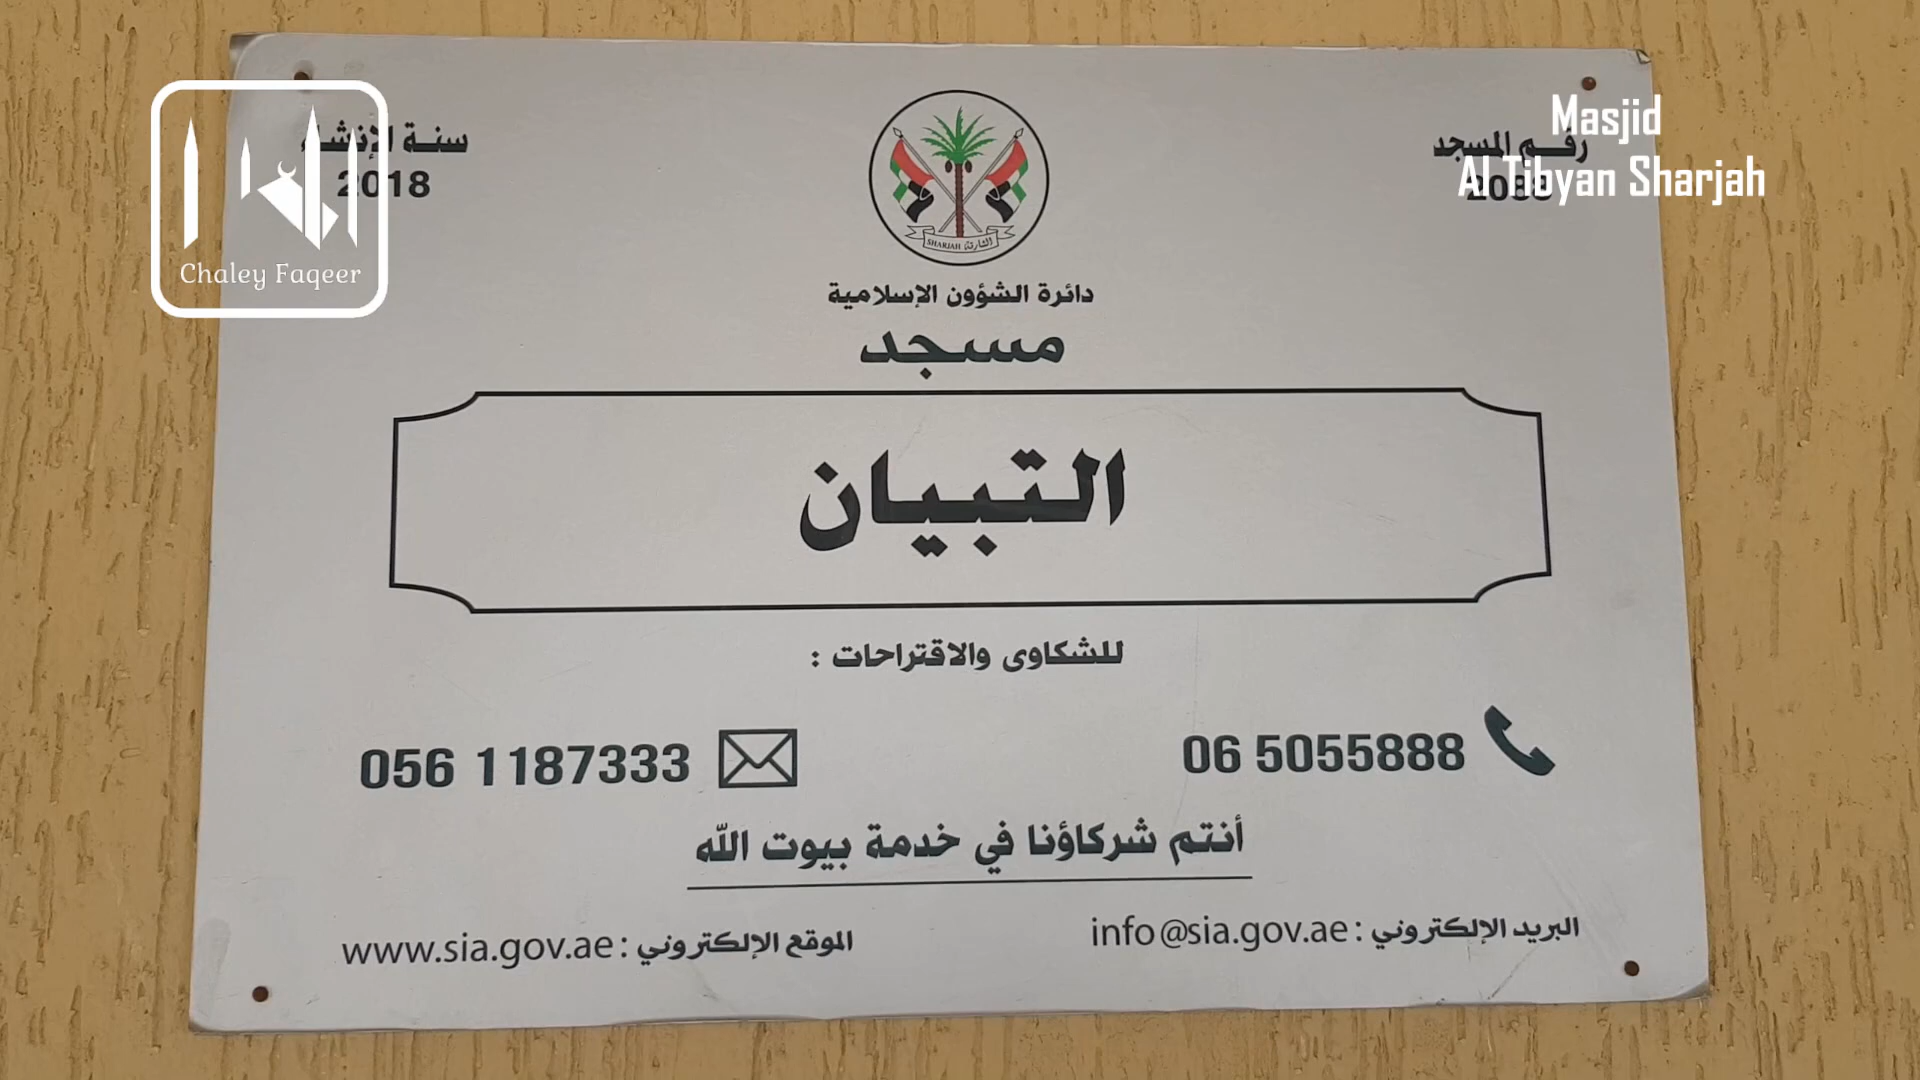 Masjid
Al Tibyan Sharjah
Chaley Faqeer
رقم المسجد
سنة الإنشاء
2018
SHARJAH الشارقة
دائرة الشؤون الإسلامية
مسجد
التبيان
للشكاوى والاقتراحات :
06 5055888
056 1187333
أنتم شركاؤنا في خدمة بيوت الله
البريد الإلكتروني : info@sia.gov.ae
الموقع الإلكتروني : www.sia.gov.ae